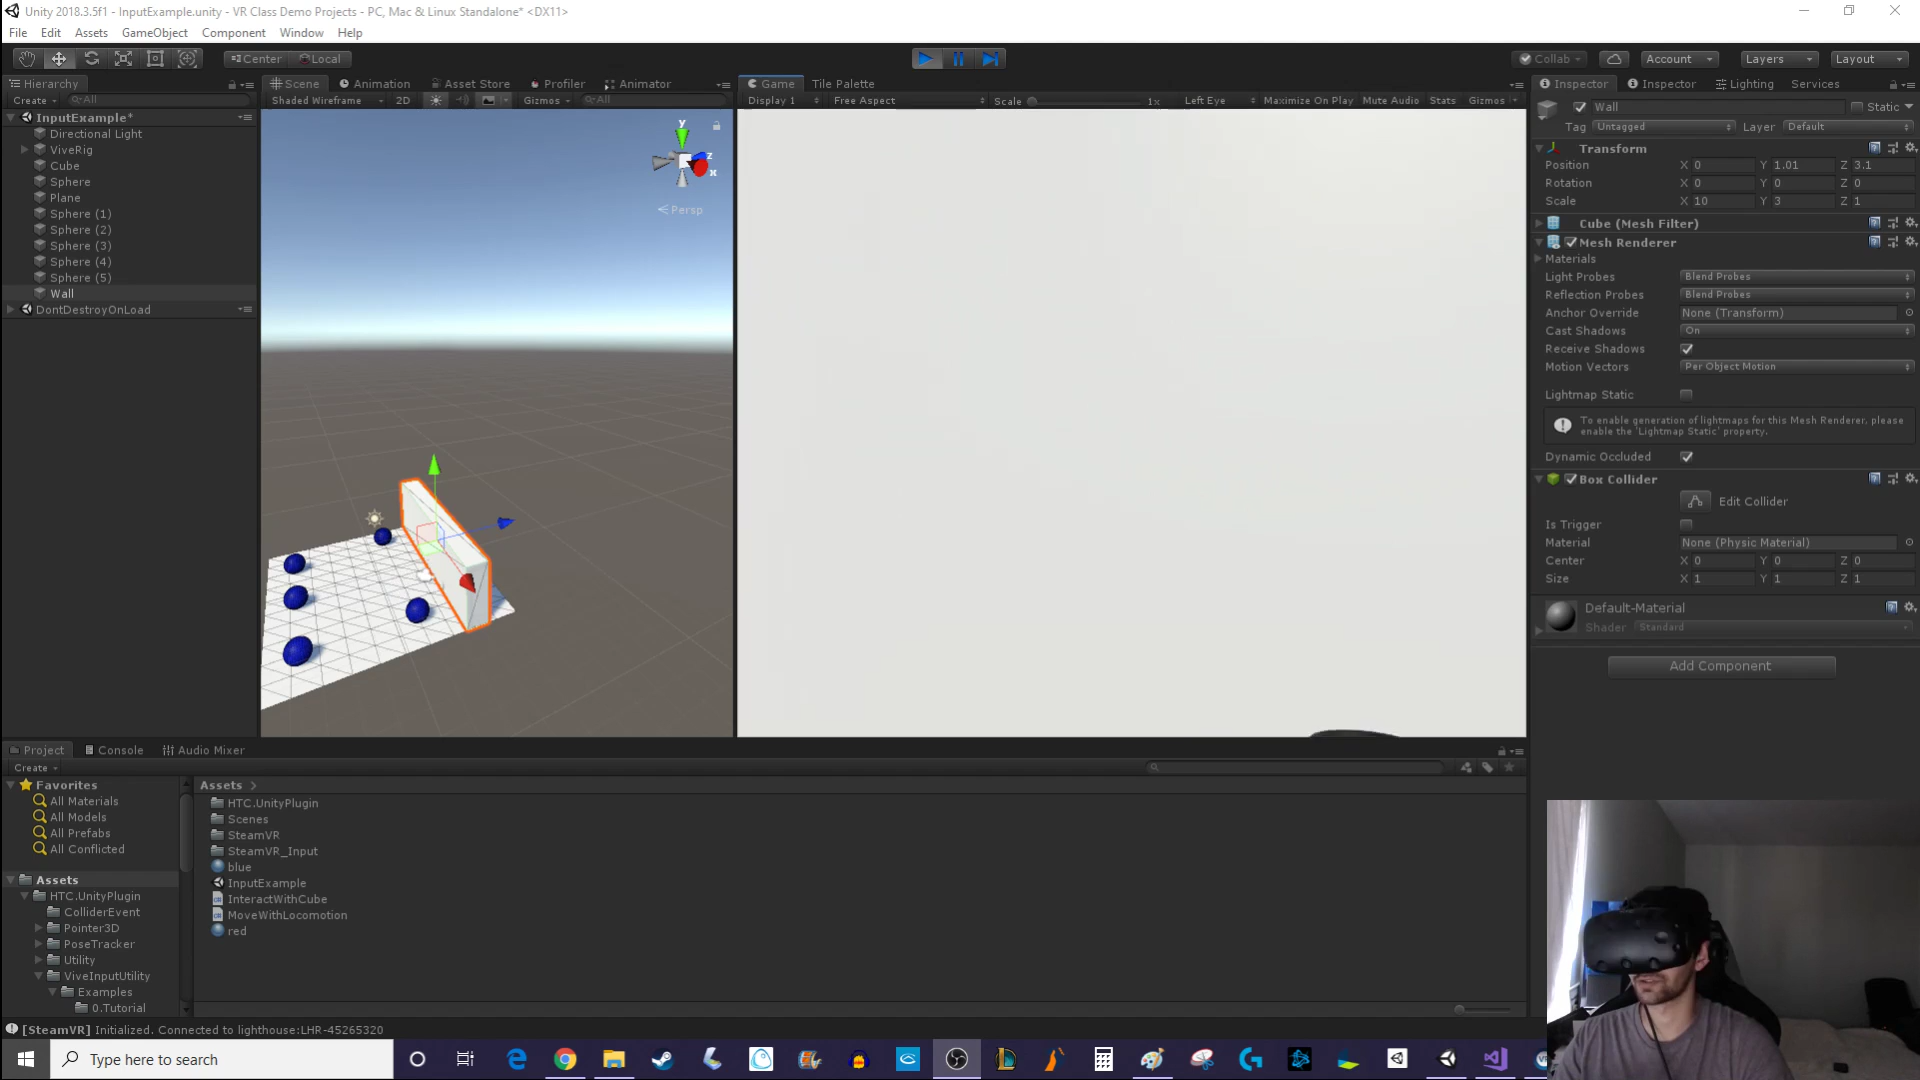 Unity 2018.3.5f1 - InputExample.unity - VR Class Demo Projects - PC, Mac & Linux Standalone* <DX11>
File Edit Assets GameObject Component Window Help
Center Local Collab Account Layers Layout
Hierarchy Scene Animation Asset Store Profiler Animator Game Tile Palette Inspector Inspector Lighting Services
Create All Shaded Wireframe 2D Gizmos All Display 1 Free Aspect Scale 1x Left Eye Maximize On Play Mute Audio Stats Gizmos
InputExample*
Directional Light
ViveRig
Cube
Sphere
Plane
Sphere (1)
Sphere (2)
Sphere (3)
Sphere (4)
Sphere (5)
Wall
DontDestroyOnLoad
y
z
x
Persp
Wall Static
Tag Untagged Layer Default
Transform
Position X 0 Y 1.01 Z 3.1
Rotation X 0 Y 0 Z 0
Scale X 10 Y 3 Z 1
Cube (Mesh Filter)
Mesh Renderer
Materials
Light Probes Blend Probes
Reflection Probes Blend Probes
Anchor Override None (Transform)
Cast Shadows On
Receive Shadows
Motion Vectors Per Object Motion
Lightmap Static
To enable generation of lightmaps for this Mesh Renderer, please
enable the 'Lightmap Static' property.
Dynamic Occluded
Box Collider
Edit Collider
Is Trigger
Material None (Physic Material)
Center X 0 Y 0 Z 0
Size X 1 Y 1 Z 1
Default-Material
Shader Standard
Add Component
Project Console Audio Mixer
Create
Favorites
All Materials
All Models
All Prefabs
All Conflicted
Assets
HTC.UnityPlugin
ColliderEvent
Pointer3D
PoseTracker
Utility
ViveInputUtility
Examples
0.Tutorial
Assets
HTC.UnityPlugin
Scenes
SteamVR
SteamVR_Input
blue
InputExample
InteractWithCube
MoveWithLocomotion
red
[SteamVR] Initialized. Connected to lighthouse:LHR-45265320
Type here to search